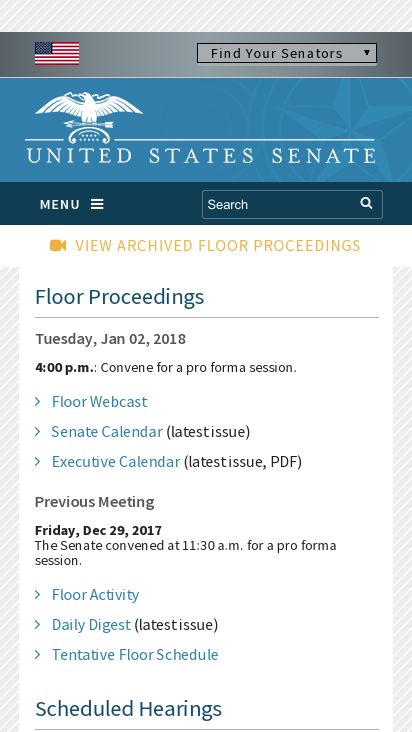 Find Your Senators
UNITED STATES SENATE
MENU
Search
VIEW ARCHIVED FLOOR PROCEEDINGS
Floor Proceedings
Tuesday, Jan 02, 2018
4:00 p.m.: Convene for a pro forma session.
Floor Webcast
Senate Calendar (latest issue)
Executive Calendar (latest issue, PDF)
Previous Meeting
Friday, Dec 29, 2017
The Senate convened at 11:30 a.m. for a pro forma
session.
Floor Activity
Daily Digest (latest issue)
Tentative Floor Schedule
Scheduled Hearings